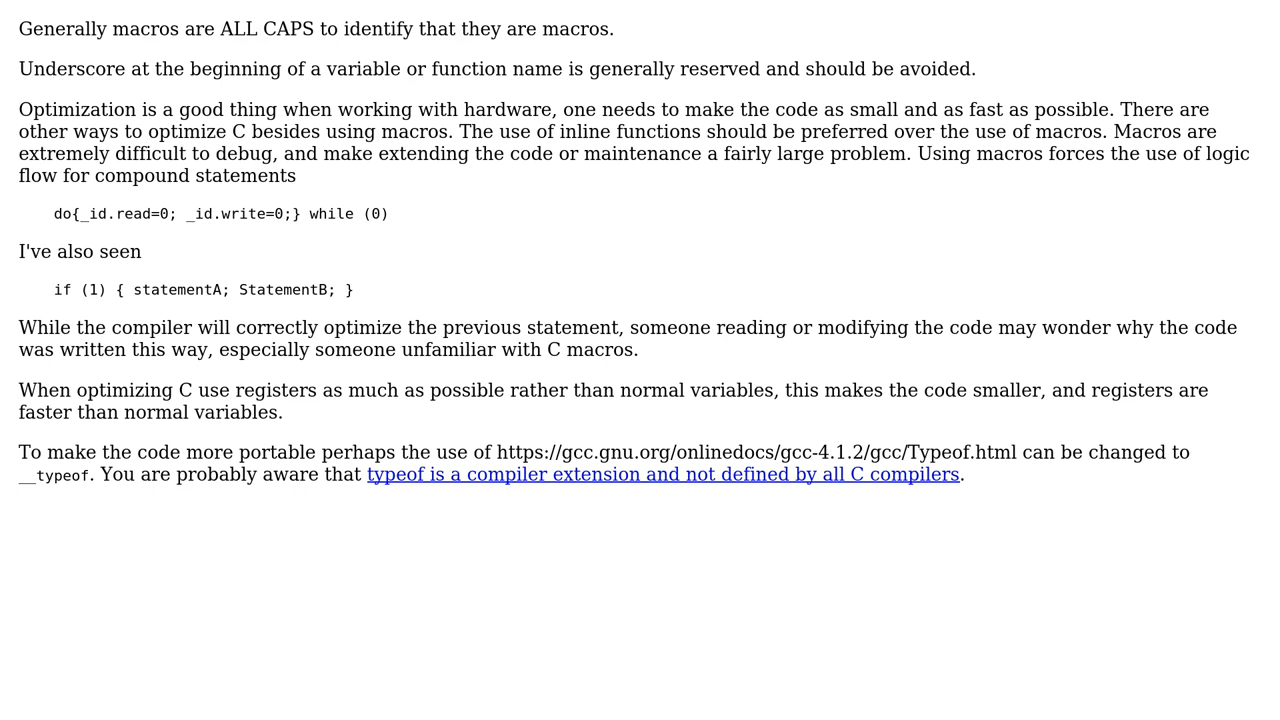 Generally macros are ALL CAPS to identify that they are macros.
Underscore at the beginning of a variable or function name is generally reserved and should be avoided.
Optimization is a good thing when working with hardware, one needs to make the code as small and as fast as possible. There are
other ways to optimize C besides using macros. The use of inline functions should be preferred over the use of macros. Macros are
extremely difficult to debug, and make extending the code or maintenance a fairly large problem. Using macros forces the use of logic
flow for compound statements
do{_id.read=0; _id.write=0;} while (0)
I've also seen
if (1) { statementA; StatementB; }
While the compiler will correctly optimize the previous statement, someone reading or modifying the code may wonder why the code
was written this way, especially someone unfamiliar with C macros.
When optimizing C use registers as much as possible rather than normal variables, this makes the code smaller, and registers are
faster than normal variables.
To make the code more portable perhaps the use of https://gcc.gnu.org/onlinedocs/gcc-4.1.2/gcc/Typeof.html can be changed to
__typeof. You are probably aware that typeof is a compiler extension and not defined by all C compilers.